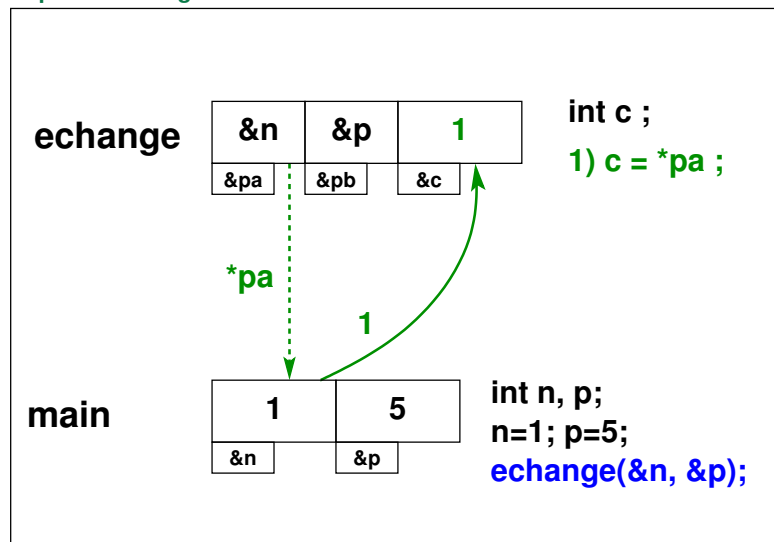 echange
&n
&p
1
int c ;
1) c = *pa ;
&pa
&pb
&c
*pa
1
main
1
5
int n, p;
n=1; p=5;
echange(&n, &p);
&n
&p